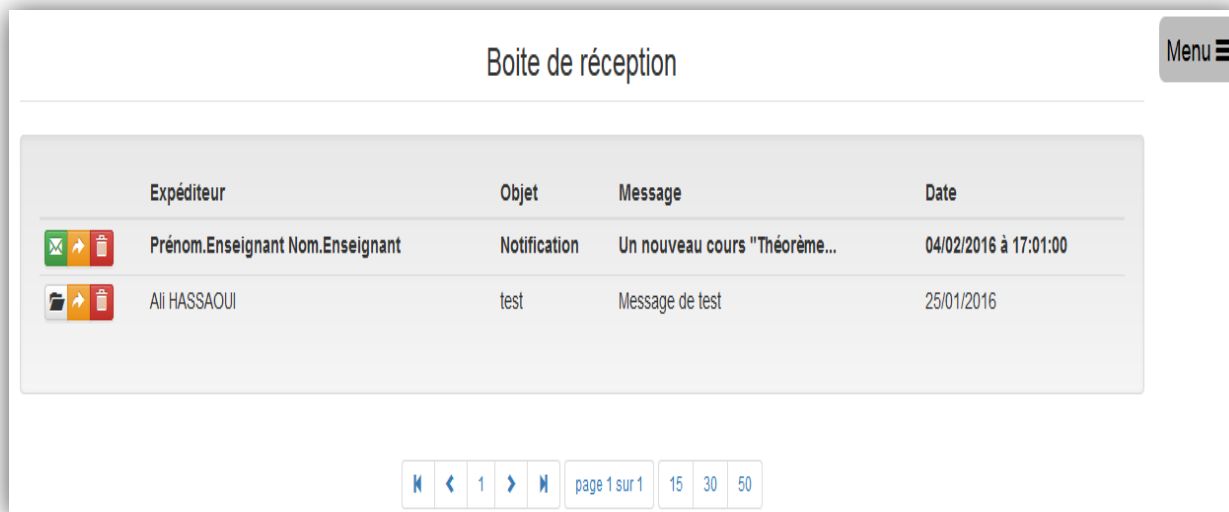 Menu
Boite de réception
Expéditeur Objet Message Date
Prénom.Enseignant Nom.Enseignant Notification Un nouveau cours "Théorème... 04/02/2016 à 17:01:00
Ali HASSAOUI test Message de test 25/01/2016
1 page 1 sur 1 15 30 50